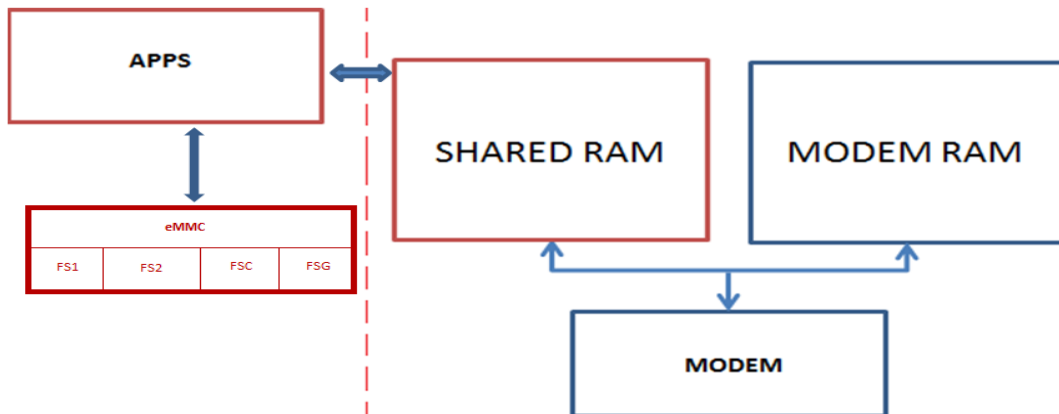 APPS
SHARED RAM
MODEM RAM
eMMC
FS1
FS2
FSC
FSG
MODEM